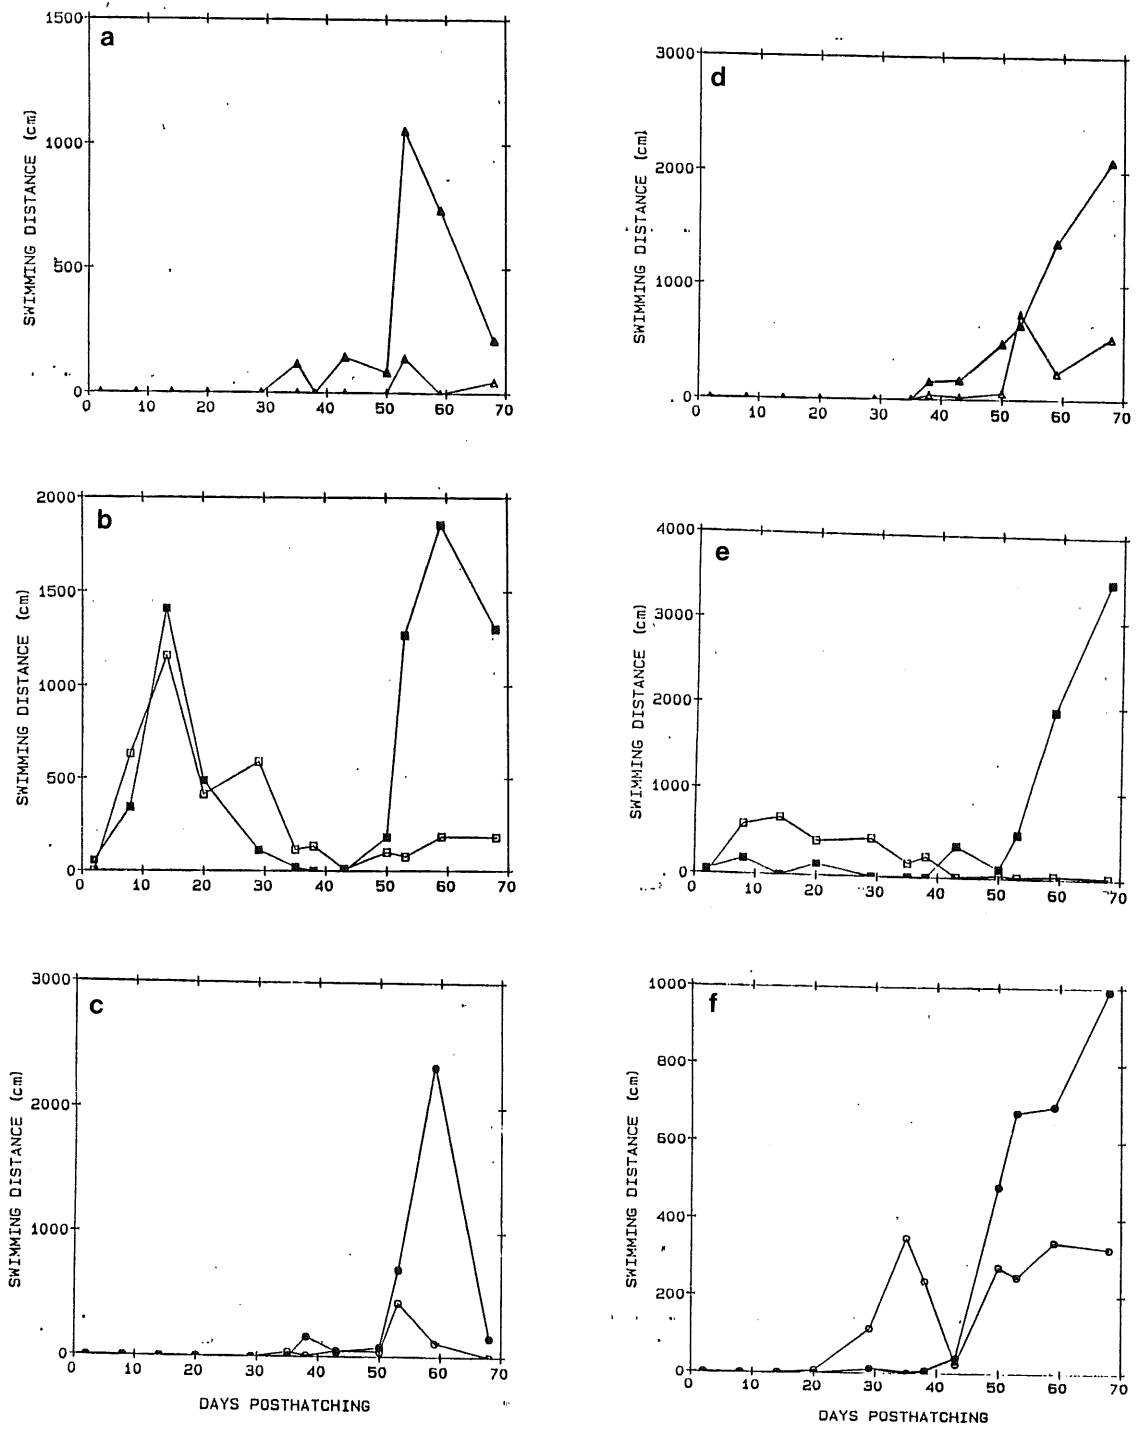 a
SWIMMING DISTANCE (cm)
1500
1000
500
0
0 10 20 30 40 50 60 70
d
SWIMMING DISTANCE (cm)
3000
2000
1000
0
0 10 20 30 40 50 60 70
b
SWIMMING DISTANCE (cm)
2000
1500
1000
500
0
0 10 20 30 40 50 60 70
e
SWIMMING DISTANCE (cm)
4000
3000
2000
1000
0
0 10 20 30 40 50 60 70
c
SWIMMING DISTANCE (cm)
3000
2000
1000
0
0 10 20 30 40 50 60 70
DAYS POSTHATCHING
f
SWIMMING DISTANCE (cm)
1000
800
600
400
200
0
0 10 20 30 40 50 60 70
DAYS POSTHATCHING